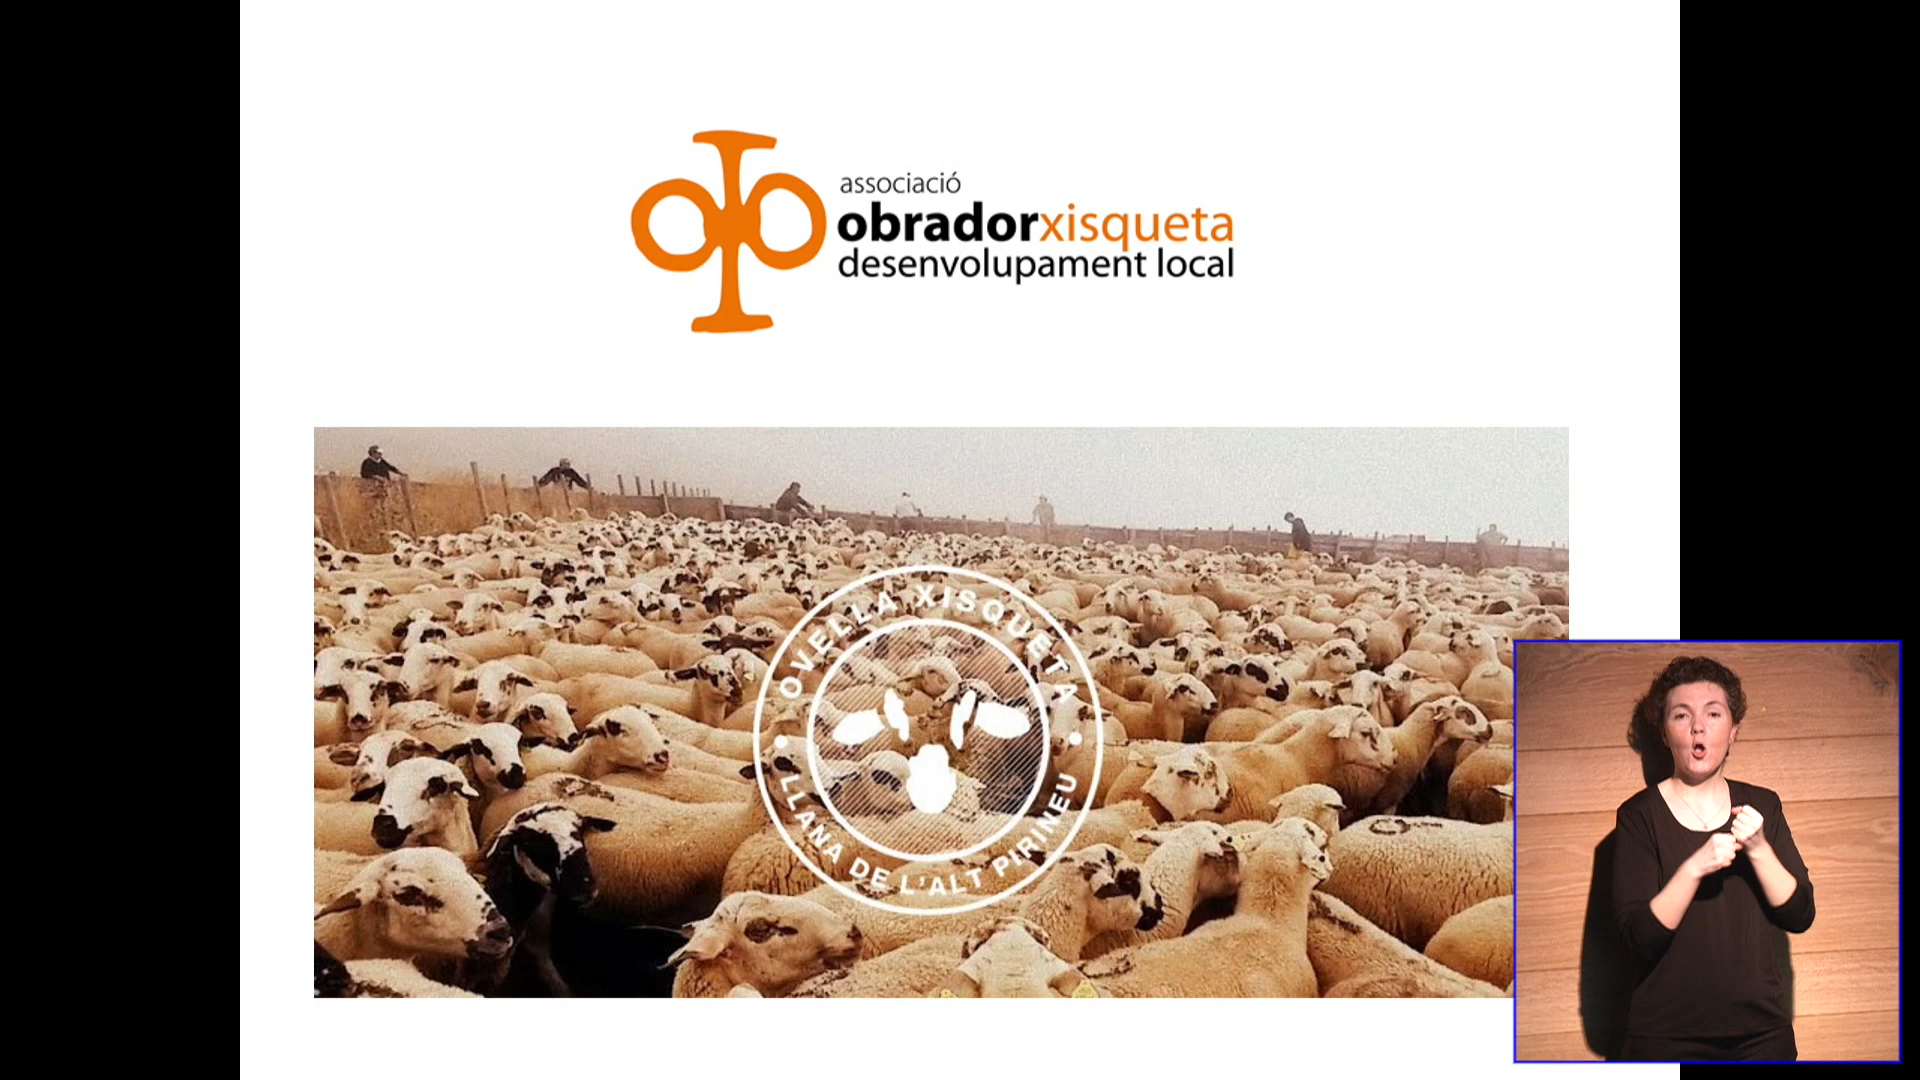 associació
obradorxisqueta
desenvolupament local
OVELLA XISQUETA
LLANA DE L'ALT PIRINEU